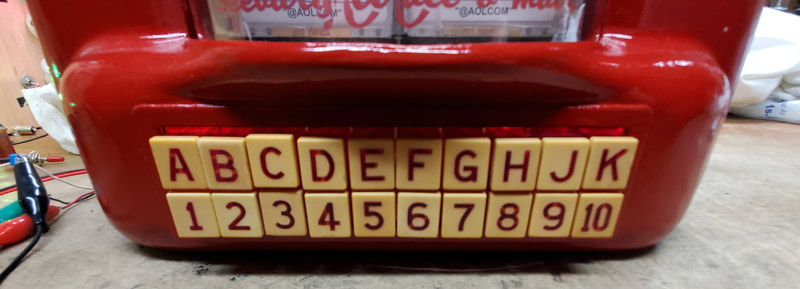 "@AOLCOM" "@AOLCOM"
A B C D E F G H J K
1 2 3 4 5 6 7 8 9 10